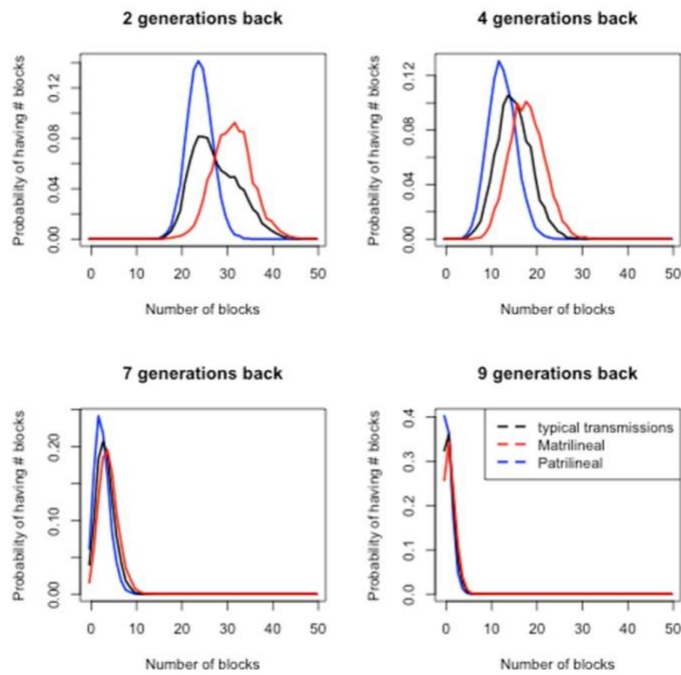 2 generations back
Probability of having # blocks
0.00 0.04 0.08 0.12
0 10 20 30 40 50
Number of blocks
4 generations back
Probability of having # blocks
0.00 0.04 0.08 0.12
0 10 20 30 40 50
Number of blocks
7 generations back
Probability of having # blocks
0.00 0.10 0.20
0 10 20 30 40 50
Number of blocks
9 generations back
Probability of having # blocks
0.0 0.1 0.2 0.3 0.4
typical transmissions
Matrilineal
Patrilineal
0 10 20 30 40 50
Number of blocks